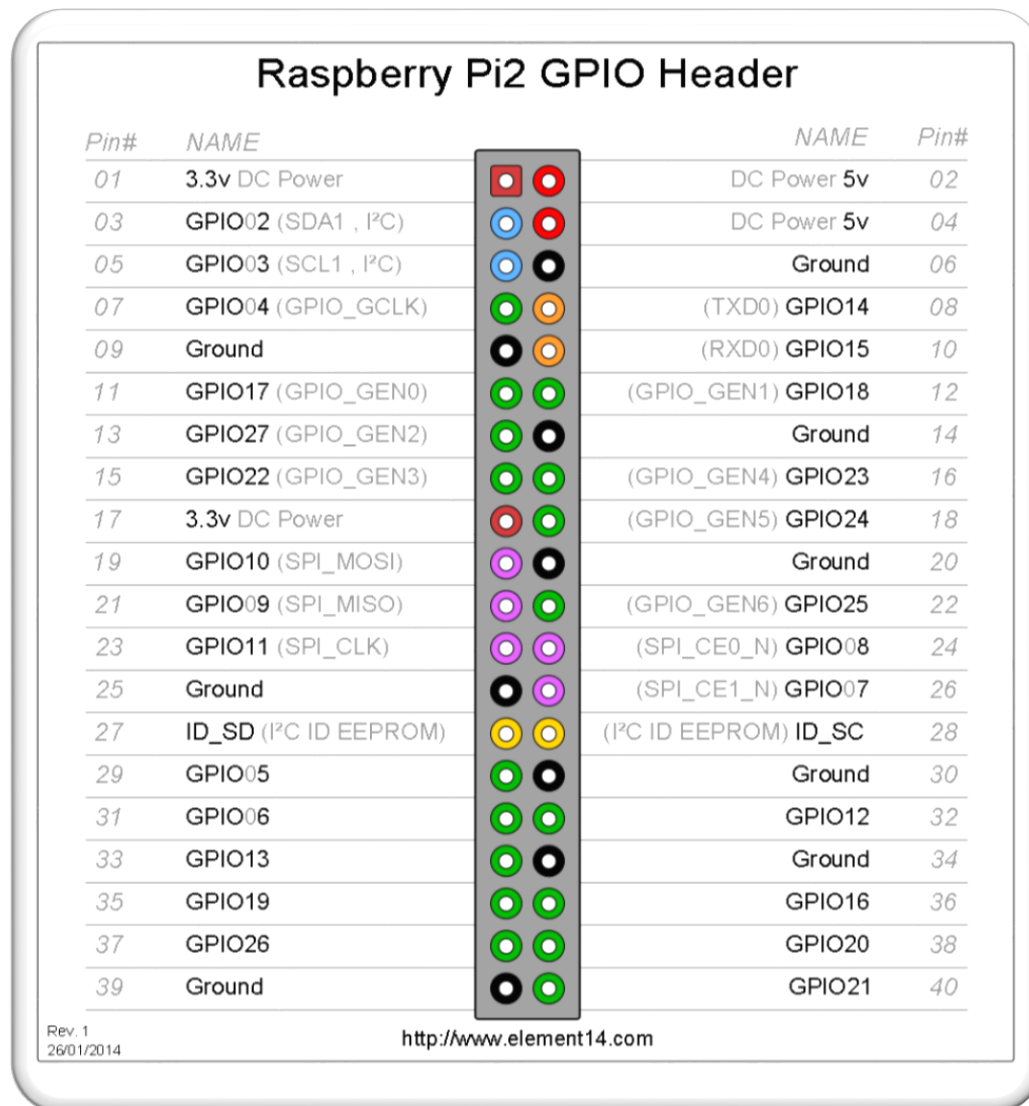 Raspberry Pi2 GPIO Header
Pin# NAME NAME Pin#
01 3.3v DC Power DC Power 5v 02
03 GPIO02 (SDA1 , I²C) DC Power 5v 04
05 GPIO03 (SCL1 , I²C) Ground 06
07 GPIO04 (GPIO_GCLK) (TXD0) GPIO14 08
09 Ground (RXD0) GPIO15 10
11 GPIO17 (GPIO_GEN0) (GPIO_GEN1) GPIO18 12
13 GPIO27 (GPIO_GEN2) Ground 14
15 GPIO22 (GPIO_GEN3) (GPIO_GEN4) GPIO23 16
17 3.3v DC Power (GPIO_GEN5) GPIO24 18
19 GPIO10 (SPI_MOSI) Ground 20
21 GPIO09 (SPI_MISO) (GPIO_GEN6) GPIO25 22
23 GPIO11 (SPI_CLK) (SPI_CE0_N) GPIO08 24
25 Ground (SPI_CE1_N) GPIO07 26
27 ID_SD (I²C ID EEPROM) (I²C ID EEPROM) ID_SC 28
29 GPIO05 Ground 30
31 GPIO06 GPIO12 32
33 GPIO13 Ground 34
35 GPIO19 GPIO16 36
37 GPIO26 GPIO20 38
39 Ground GPIO21 40
Rev. 1
26/01/2014
http://www.element14.com